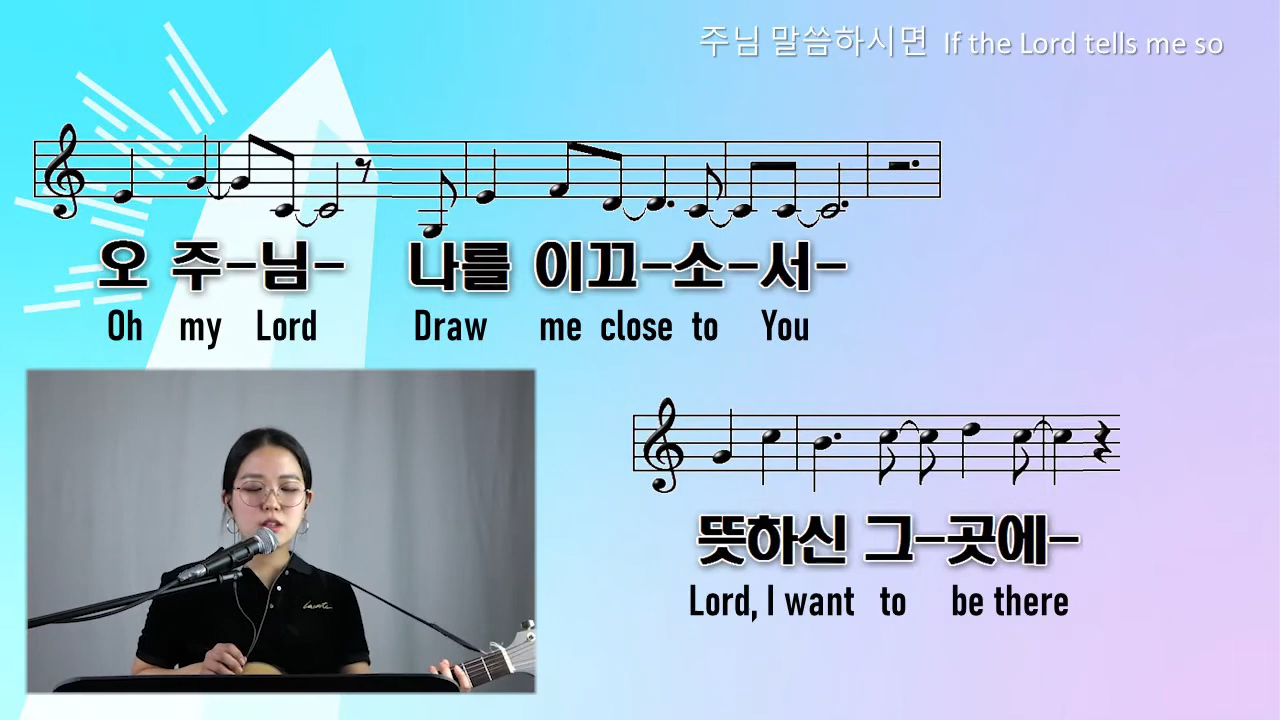 주님 말씀하시면 If the Lord tells me so
오 주-님- 나를 이끄-소-서-
Oh my Lord Draw me close to You
뜻하신 그-곳에-
Lord, I want to be there